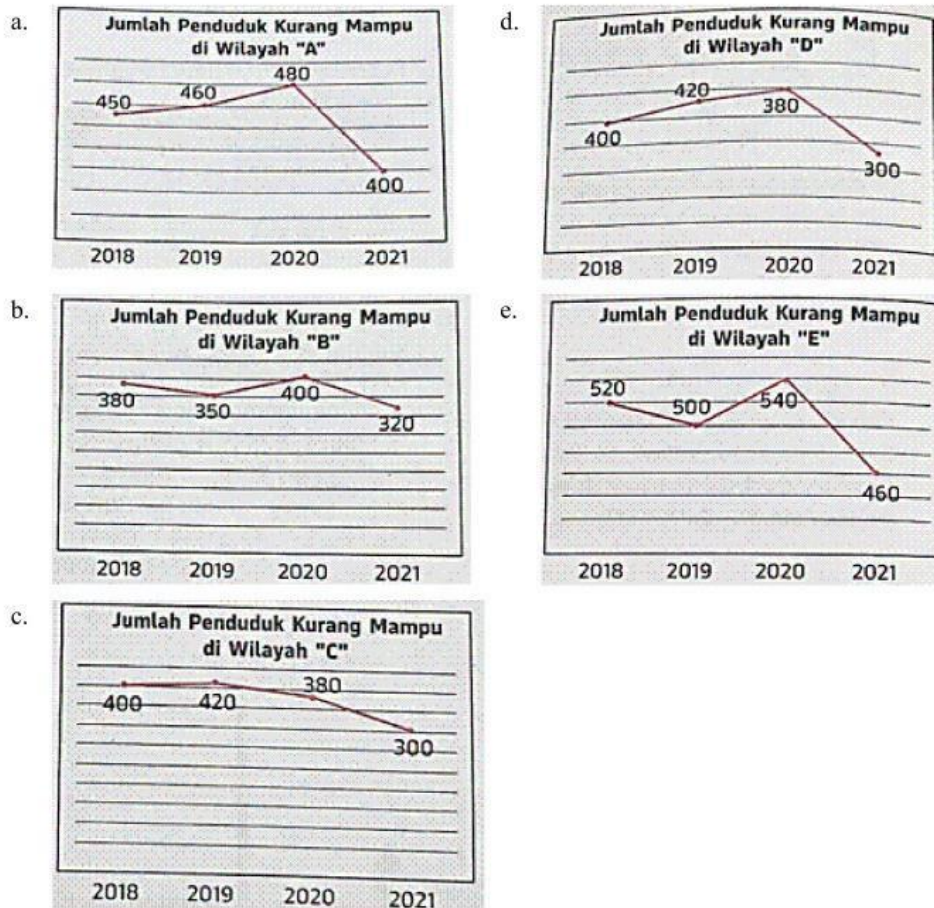 a.
Jumlah Penduduk Kurang Mampu
di Wilayah "A"
450
460
480
400
2018 2019 2020 2021
b.
Jumlah Penduduk Kurang Mampu
di Wilayah "B"
380
350
400
320
2018 2019 2020 2021
c.
Jumlah Penduduk Kurang Mampu
di Wilayah "C"
400
420
380
300
2018 2019 2020 2021
d.
Jumlah Penduduk Kurang Mampu
di Wilayah "D"
400
420
380
300
2018 2019 2020 2021
e.
Jumlah Penduduk Kurang Mampu
di Wilayah "E"
520
500
540
460
2018 2019 2020 2021